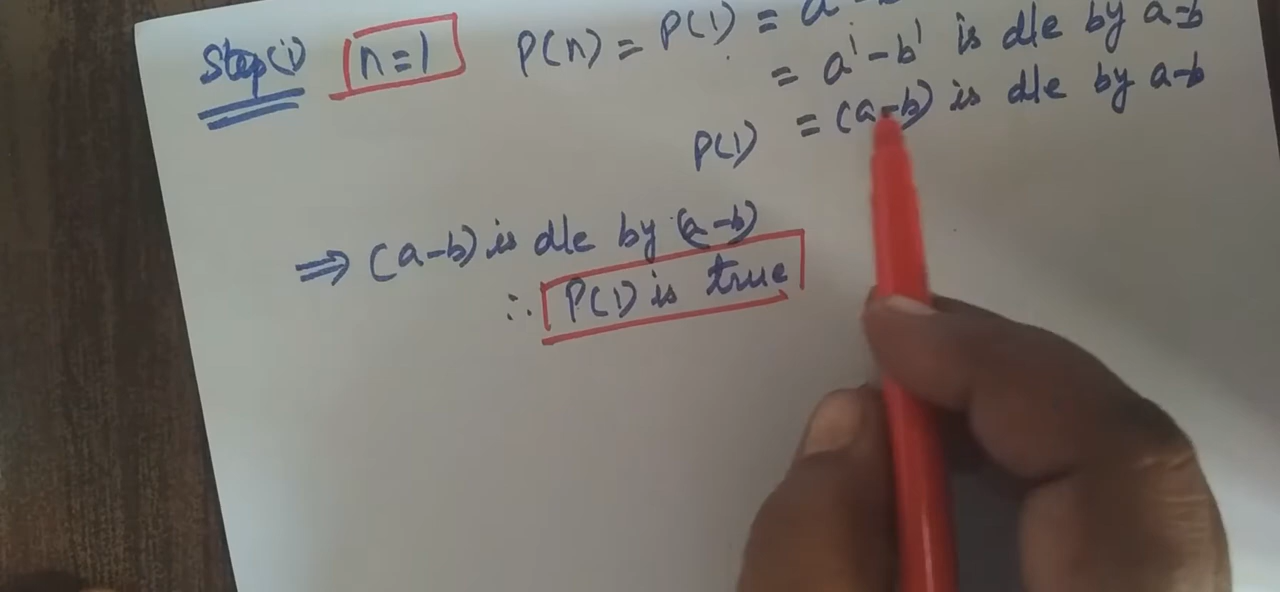 Step(i) n=1 P(n) = P(1) = a
= a¹-b¹ is dle by a-b
P(1) = (a-b) is dle by a-b
⇒ (a-b) is dle by (a-b)
∴ P(1) is true